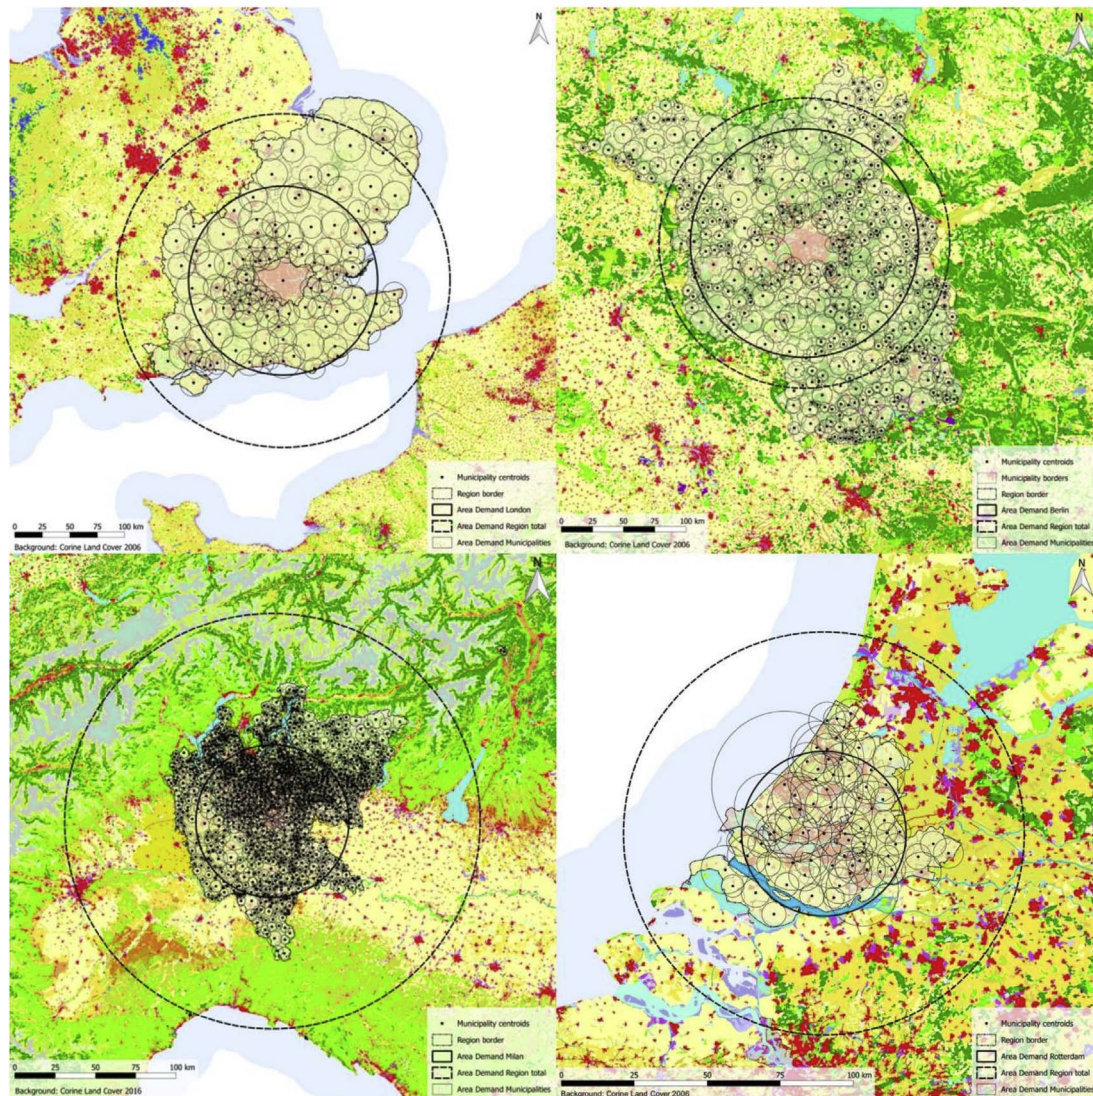 N
Municipality centroids
Region border
Area Demand London
Area Demand Region total
Area Demand Municipalities
0 25 50 75 100 km
Background: Corine Land Cover 2006
N
Municipality centroids
Municipality borders
Region border
Area Demand Berlin
Area Demand Region total
Area Demand Municipalities
0 25 50 75 100 km
Background: Corine Land Cover 2006
N
Municipality centroids
Region border
Area Demand Milan
Area Demand Region total
Area Demand Municipalities
0 25 50 75 100 km
Background: Corine Land Cover 2016
N
Municipality centroids
Region border
Area Demand Rotterdam
Area Demand Region total
Area Demand Municipalities
0 25 50 75 100 km
Background: Corine Land Cover 2006